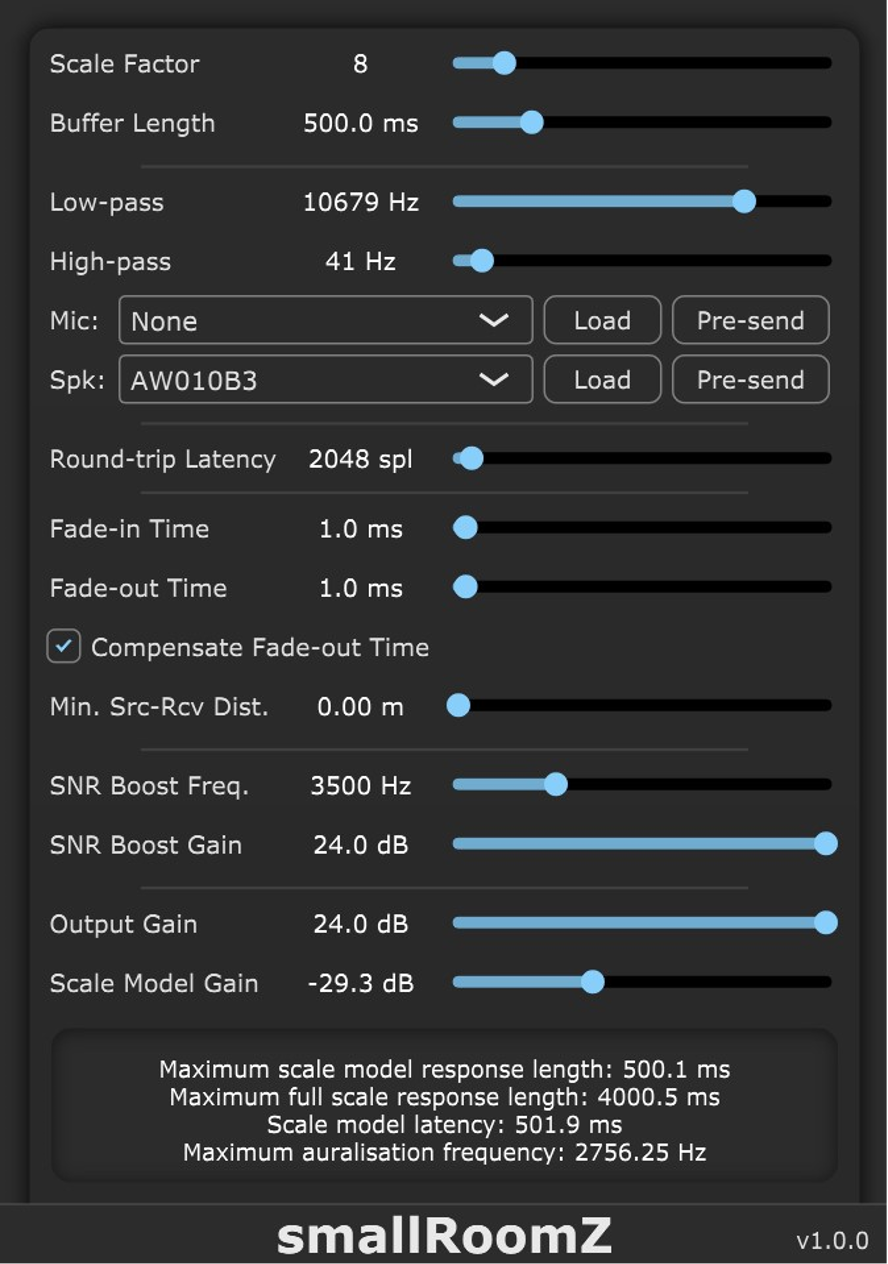 Scale Factor 8
Buffer Length 500.0 ms
Low-pass 10679 Hz
High-pass 41 Hz
Mic: None Load Pre-send
Spk: AW010B3 Load Pre-send
Round-trip Latency 2048 spl
Fade-in Time 1.0 ms
Fade-out Time 1.0 ms
Compensate Fade-out Time
Min. Src-Rcv Dist. 0.00 m
SNR Boost Freq. 3500 Hz
SNR Boost Gain 24.0 dB
Output Gain 24.0 dB
Scale Model Gain -29.3 dB
Maximum scale model response length: 500.1 ms
Maximum full scale response length: 4000.5 ms
Scale model latency: 501.9 ms
Maximum auralisation frequency: 2756.25 Hz
smallRoomZ v1.0.0